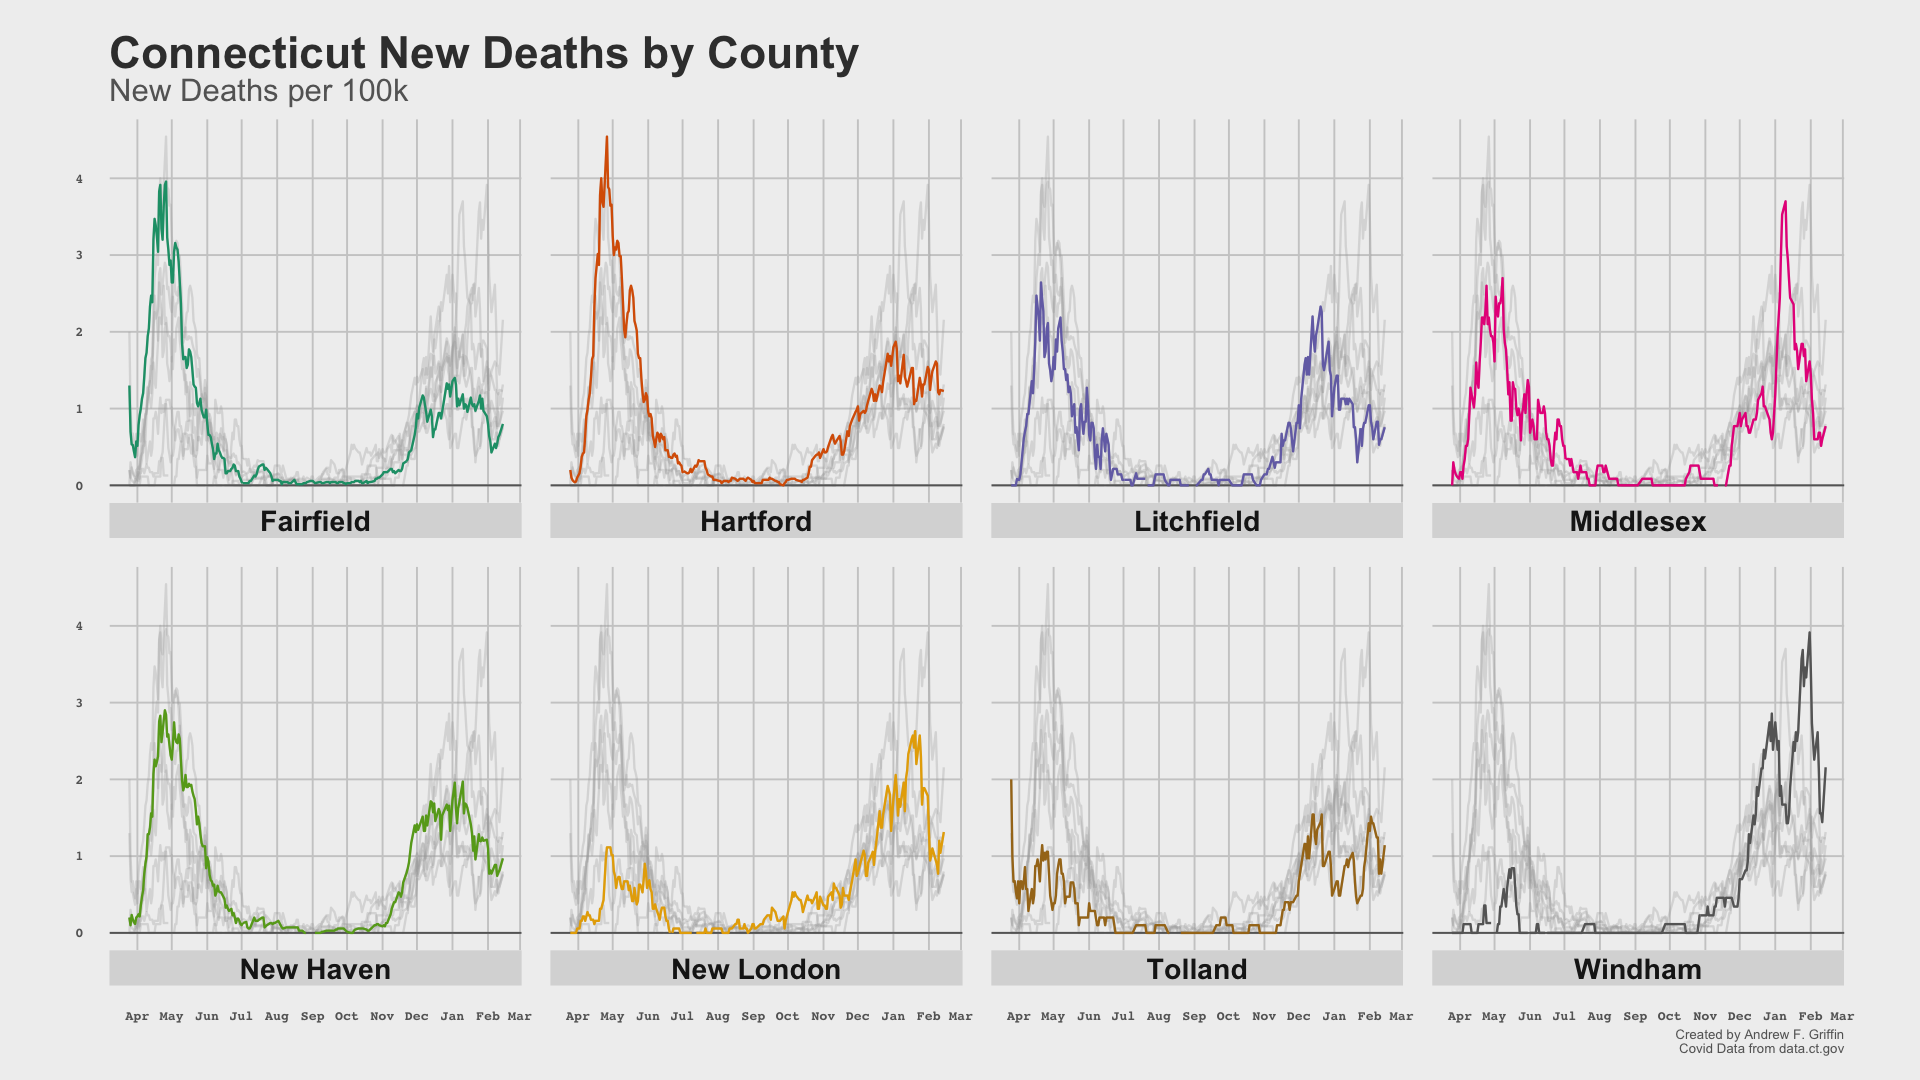 Connecticut New Deaths by County
New Deaths per 100k
4
3
2
1
0
Fairfield Hartford Litchfield Middlesex
4
3
2
1
0
New Haven New London Tolland Windham
Apr May Jun Jul Aug Sep Oct Nov Dec Jan Feb Mar Apr May Jun Jul Aug Sep Oct Nov Dec Jan Feb Mar Apr May Jun Jul Aug Sep Oct Nov Dec Jan Feb Mar Apr May Jun Jul Aug Sep Oct Nov Dec Jan Feb Mar
Created by Andrew F. Griffin
Covid Data from data.ct.gov